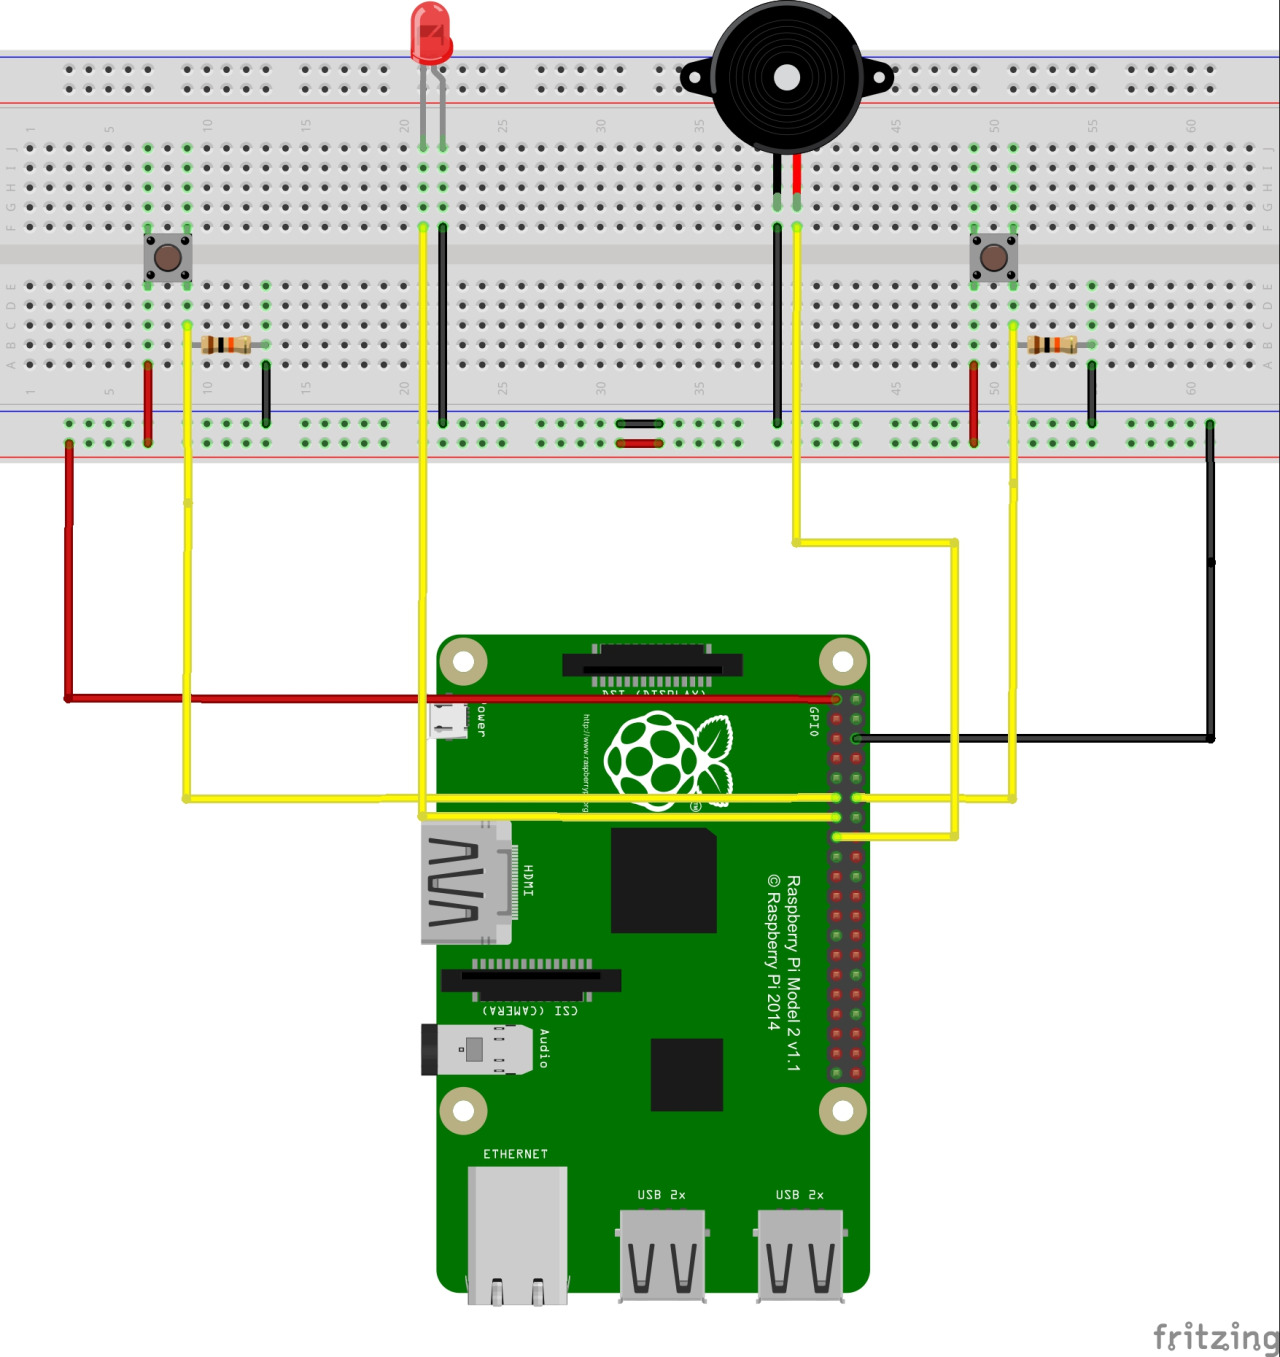 1 5 10 15 20 25 30 35 45 50 55 60
J J
I I
H H
G G
F F
E E
D D
C C
B B
A A
1 5 10 15 20 25 30 35 45 50 55 60
DSI (DISPLAY)
Power
GPIO
http://www.raspberrypi.org
TM
HDMI
Raspberry Pi Model 2 v1.1
© Raspberry Pi 2014
CSI (CAMERA)
Audio
ETHERNET
USB 2x
USB 2x
fritzing